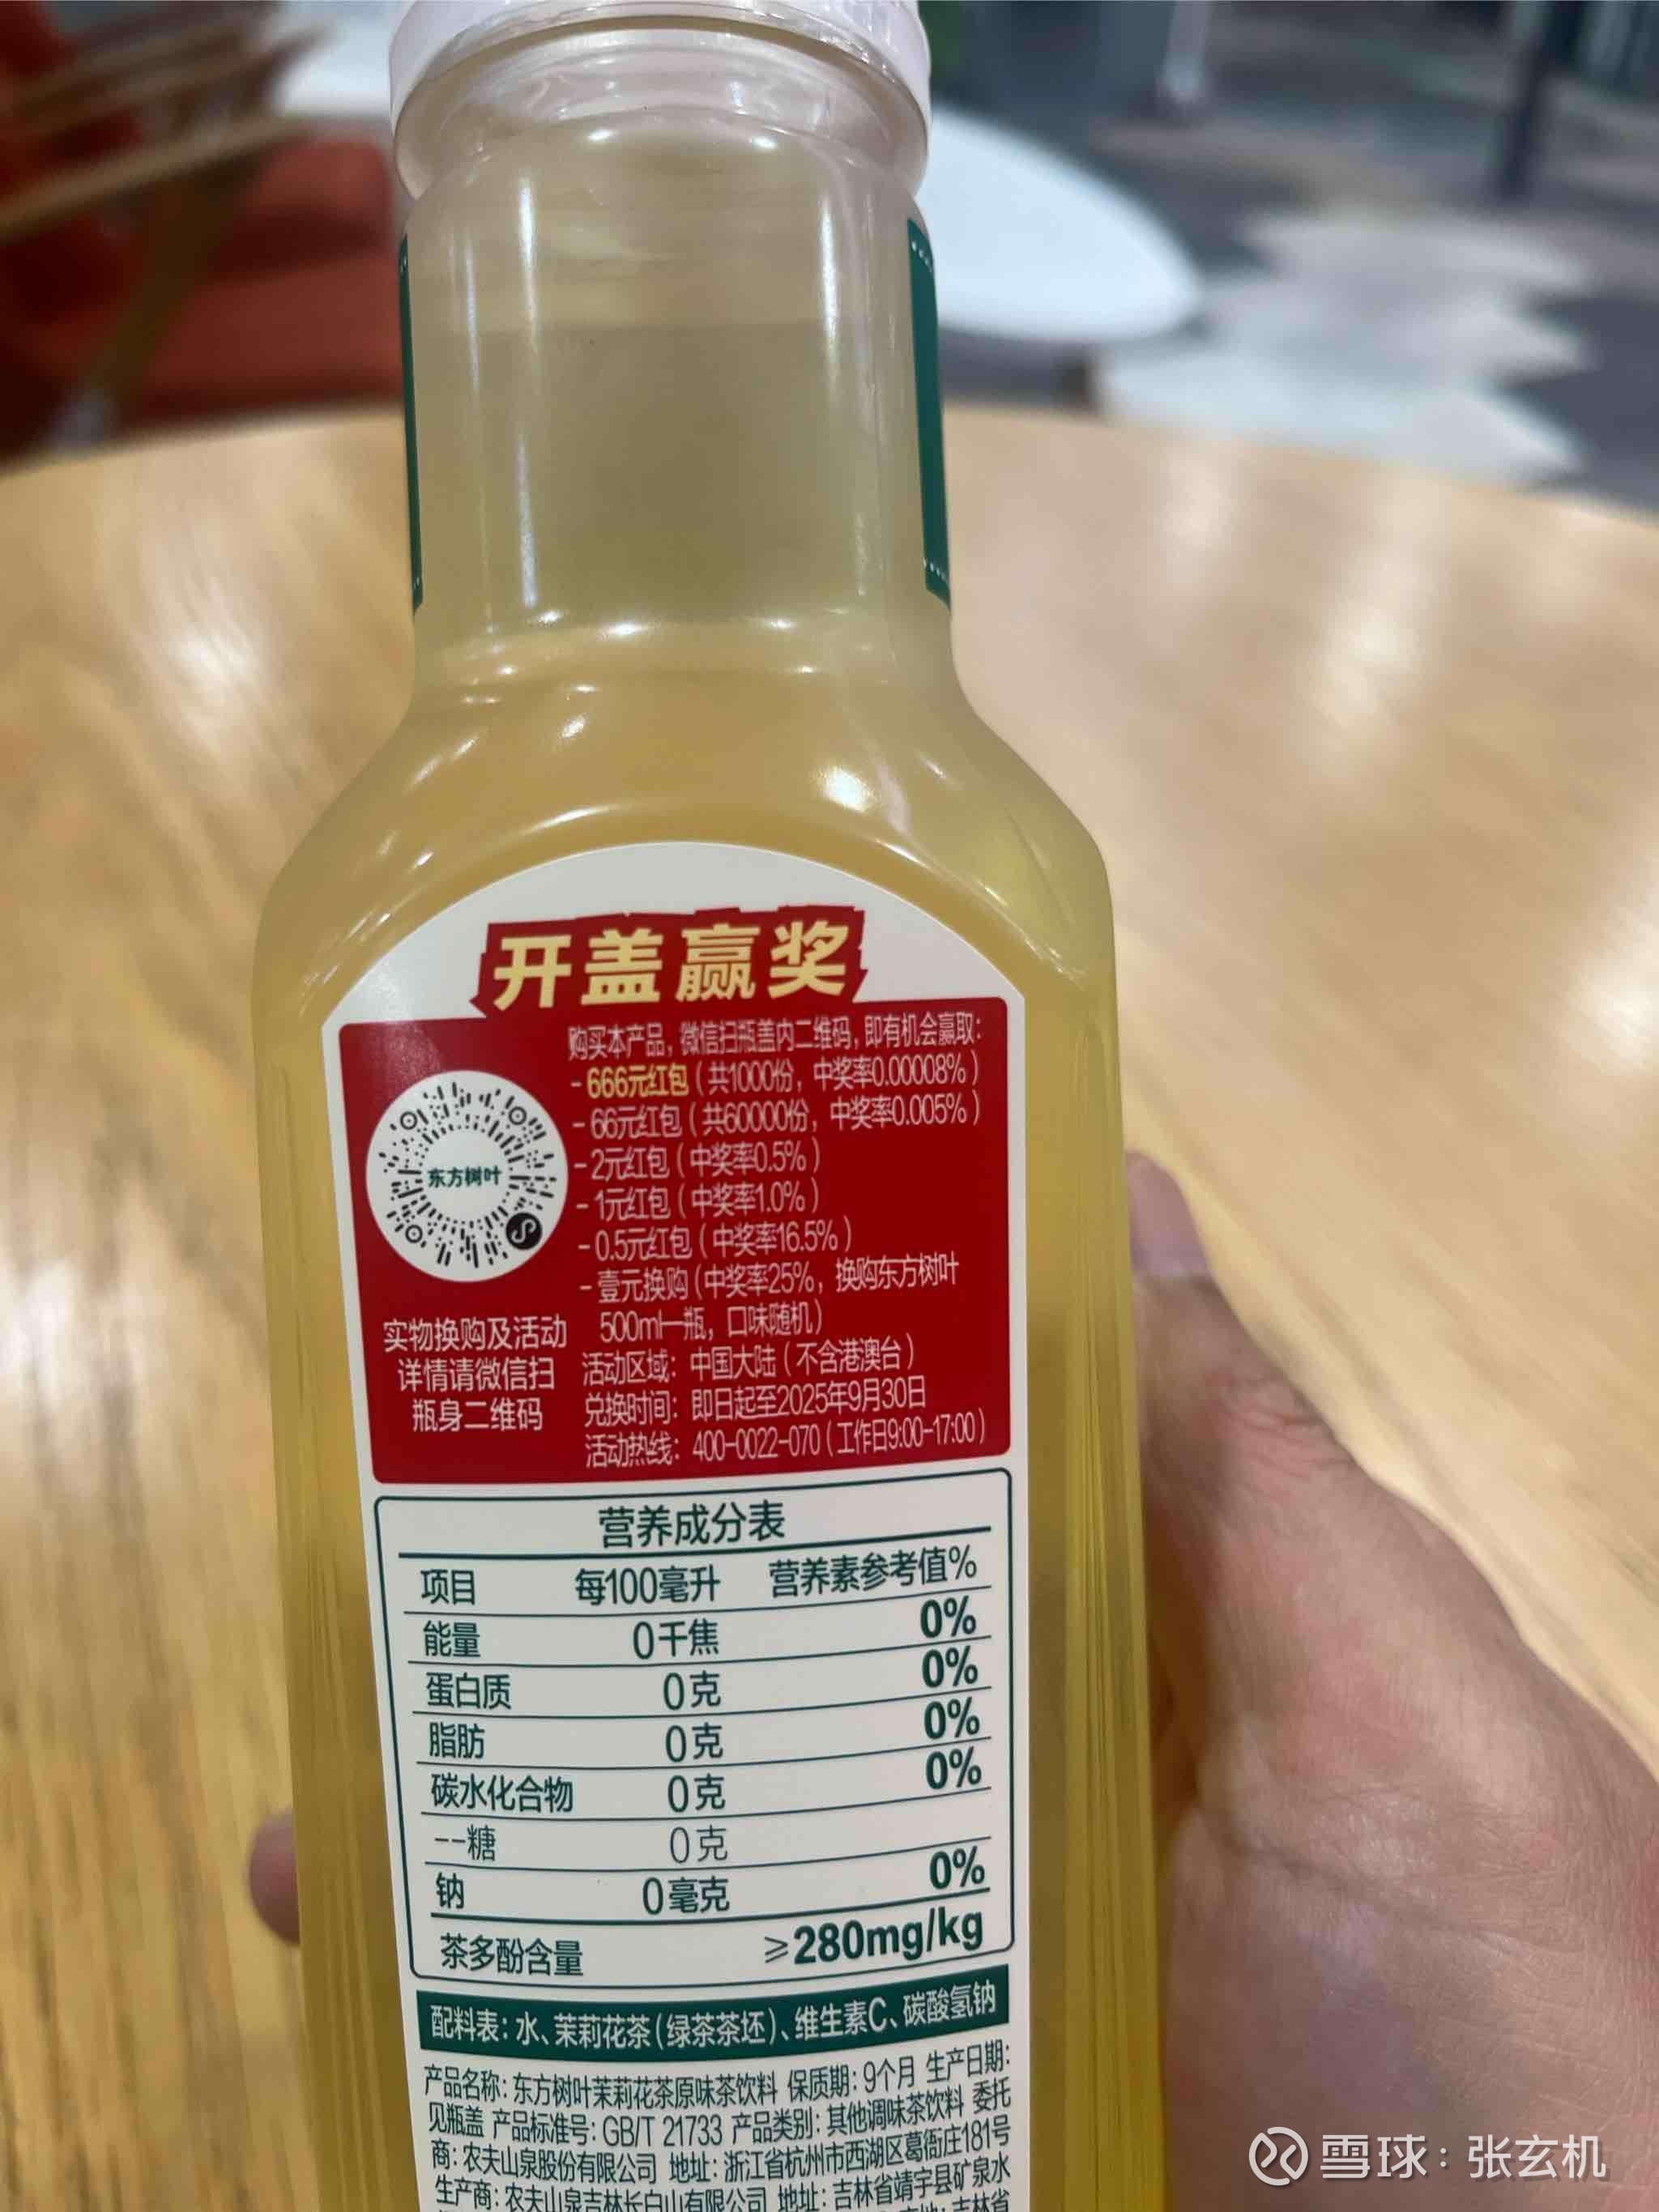 开盖赢奖
购买本产品，微信扫瓶盖内二维码，即有机会赢取：
-666元红包（共1000份，中奖率0.00008%）
-66元红包（共60000份，中奖率0.005%）
-2元红包（中奖率0.5%）
-1元红包（中奖率1.0%）
-0.5元红包（中奖率16.5%）
-壹元换购（中奖率25%，换购东方树叶
500ml一瓶，口味随机）
活动区域：中国大陆（不含港澳台）
兑换时间：即日起至2025年9月30日
活动热线：400-0022-070（工作日9:00-17:00）
东方树叶
实物换购及活动
详情请微信扫
瓶身二维码
营养成分表
项目 每100毫升 营养素参考值%
能量 0千焦 0%
蛋白质 0克 0%
脂肪 0克 0%
碳水化合物 0克 0%
--糖 0克
钠 0毫克 0%
茶多酚含量 ≥280mg/kg
配料表：水、茉莉花茶（绿茶茶坯）、维生素C、碳酸氢钠
产品名称：东方树叶茉莉花茶原味茶饮料 保质期：9个月 生产日期：
见瓶盖 产品标准号：GB/T 21733 产品类别：其他调味茶饮料 委托
商：农夫山泉股份有限公司 地址：浙江省杭州市西湖区葛衙庄181号
生产商：农夫山泉吉林长白山有限公司 地址：吉林省靖宇县矿泉水
吉林省
雪球：张玄机